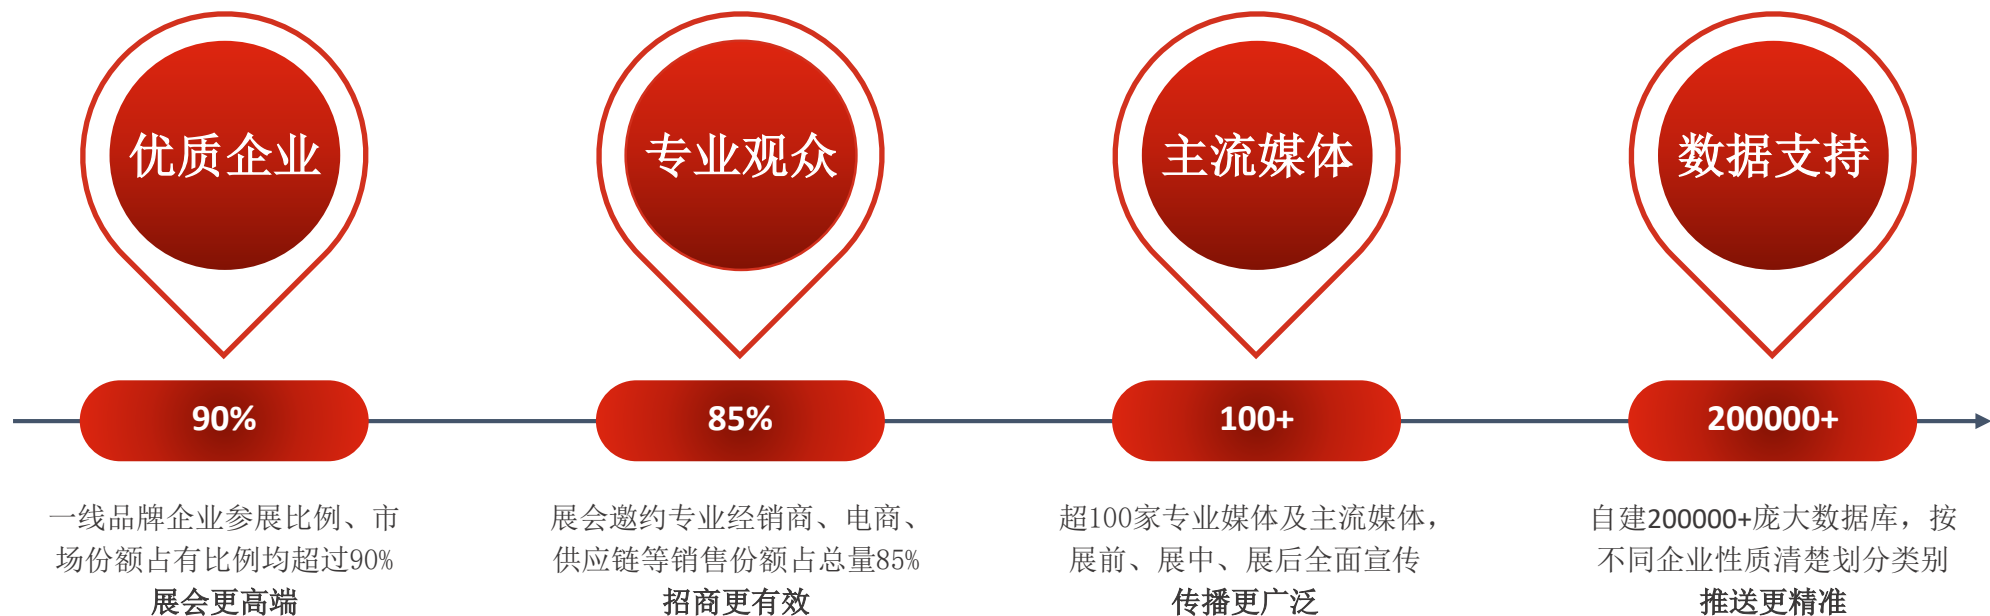 优质企业
专业观众
主流媒体
数据支持
90%
85%
100+
200000+
一线品牌企业参展比例、市
场份额占有比例均超过90%
展会更高端
展会邀约专业经销商、电商、
供应链等销售份额占总量85%
招商更有效
超100家专业媒体及主流媒体，
展前、展中、展后全面宣传
传播更广泛
自建200000+庞大数据库，按
不同企业性质清楚划分类别
推送更精准